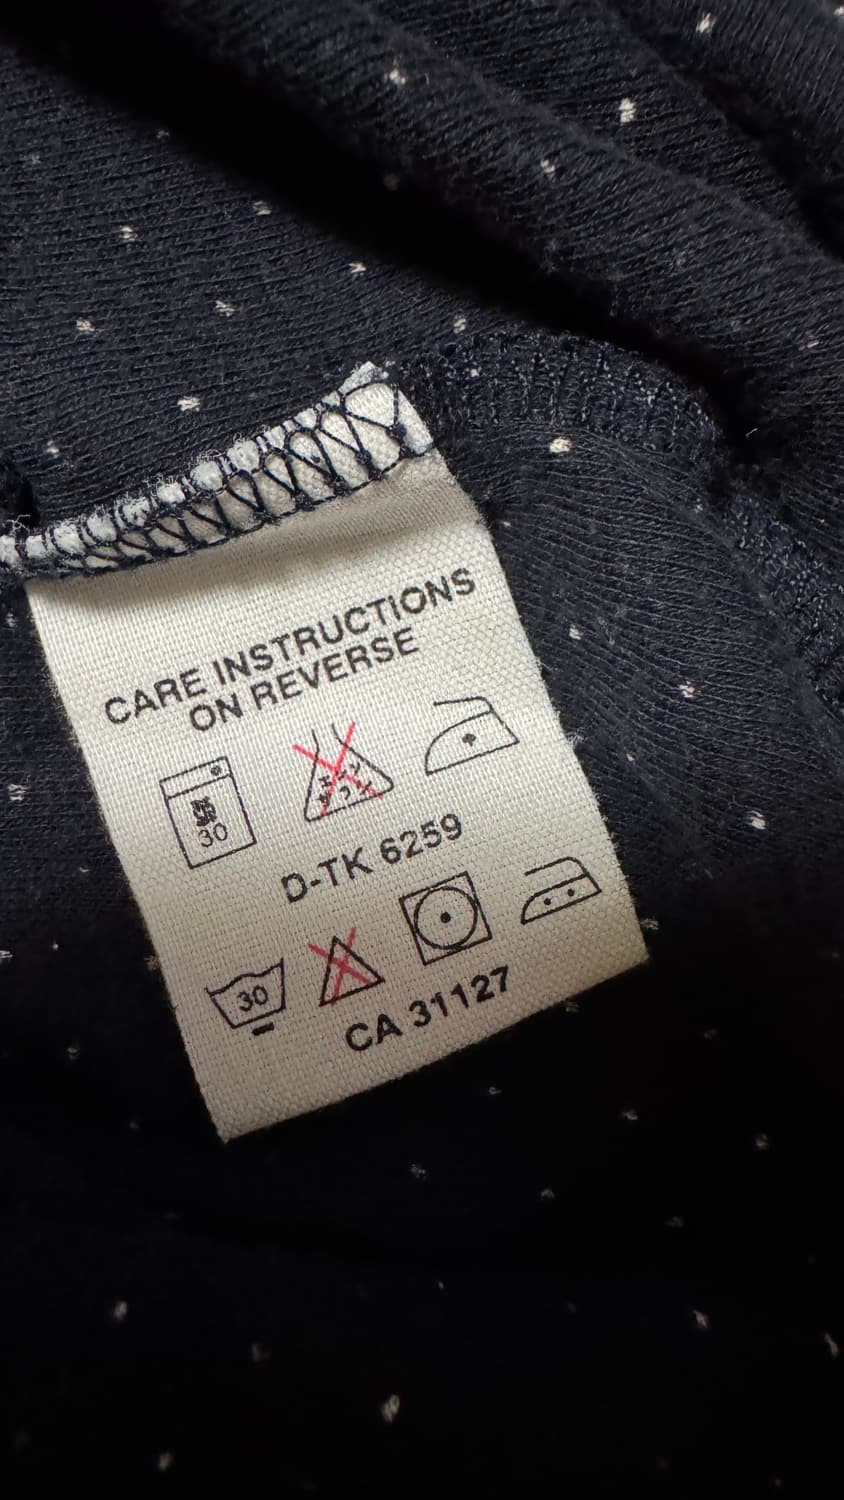 CARE INSTRUCTIONS
ON REVERSE
30
D-TK 6259
30
CA 31127